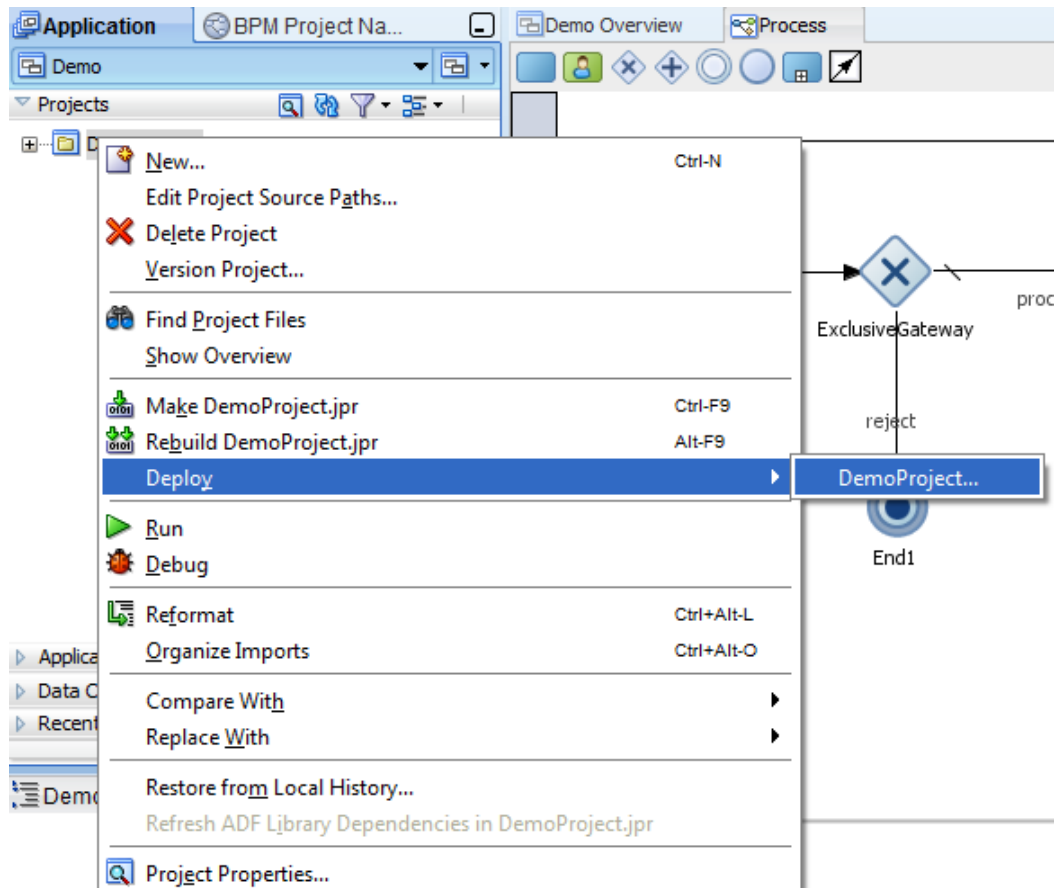 Application
BPM Project Na...
Demo Overview
Process
Demo
Projects
D
New... Ctrl-N
Edit Project Source Paths...
Delete Project
Version Project...
Find Project Files
Show Overview
Make DemoProject.jpr Ctrl-F9
Rebuild DemoProject.jpr Alt-F9
Deploy
DemoProject...
Run
Debug
Reformat Ctrl+Alt-L
Organize Imports Ctrl+Alt-O
Compare With
Replace With
Restore from Local History...
Refresh ADF Library Dependencies in DemoProject.jpr
Project Properties...
Applica
Data C
Recent
Demo
ExclusiveGateway
proc
reject
End1